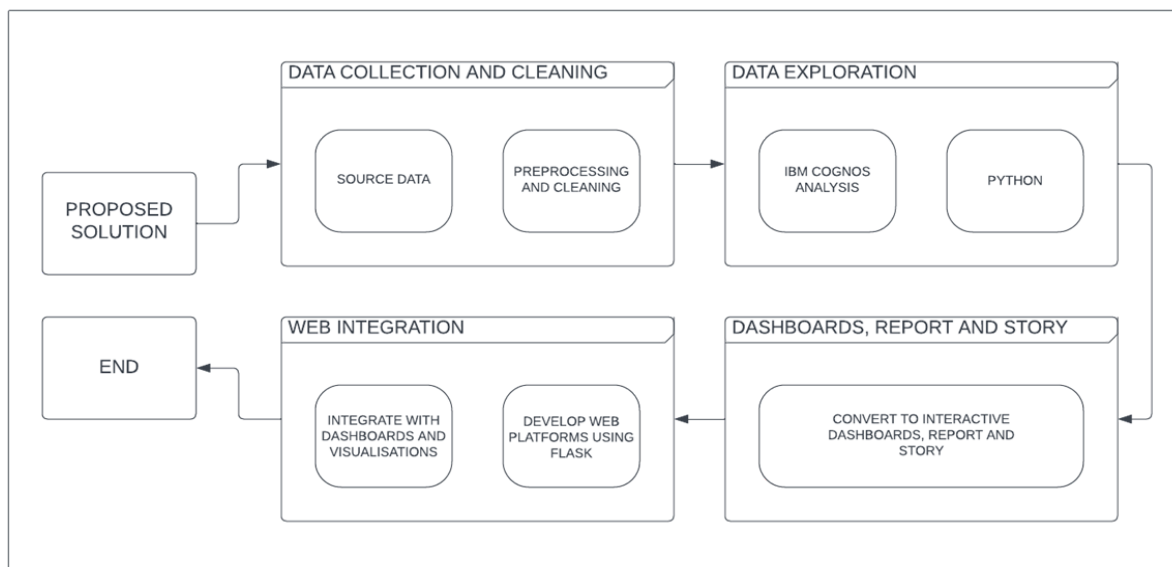 DATA COLLECTION AND CLEANING
DATA EXPLORATION
PROPOSED
SOLUTION
SOURCE DATA
PREPROCESSING
AND CLEANING
IBM COGNOS
ANALYSIS
PYTHON
DASHBOARDS, REPORT AND STORY
CONVERT TO INTERACTIVE
DASHBOARDS, REPORT AND
STORY
WEB INTEGRATION
DEVELOP WEB
PLATFORMS USING
FLASK
INTEGRATE WITH
DASHBOARDS AND
VISUALISATIONS
END